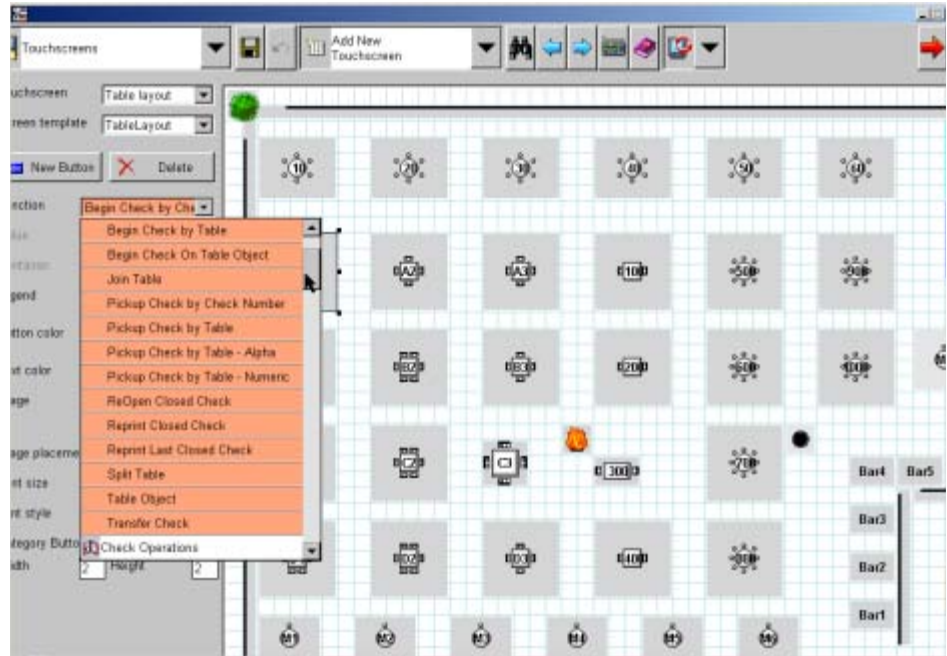 Touchscreens
Add New
Touchscreen
uchscreen
Table layout
reen template
TableLayout
New Button
Delete
nction
Begin Check by Che
Begin Check by Table
Begin Check On Table Object
Join Table
Pickup Check by Check Number
Pickup Check by Table
Pickup Check by Table - Alpha
Pickup Check by Table - Numeric
ReOpen Closed Check
Reprint Closed Check
Reprint Last Closed Check
Split Table
Table Object
Transfer Check
Check Operations
gend
tton color
xt color
age
age placeme
nt size
nt style
ategory Butto
dth
2
Height
2
10
20
30
40
50
60
A2
A3
100
500
900
B2
B3
200
600
1000
C2
C3
300
700
Bar4
Bar5
Bar3
D2
D3
400
800
Bar2
Bar1
M1
M2
M3
M4
M5
M6